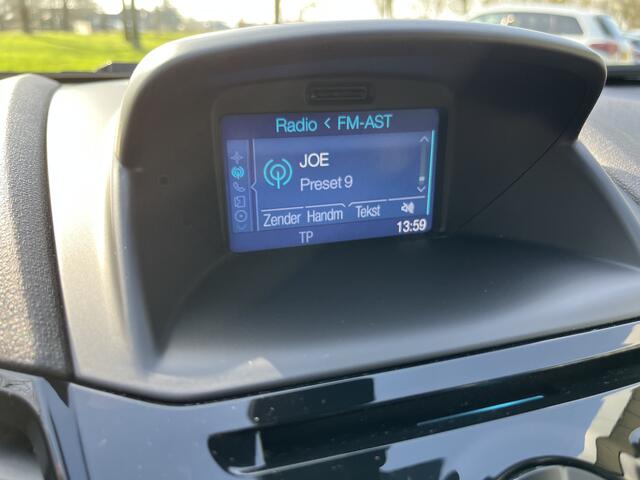 Radio < FM-AST
JOE
Preset 9
Zender Handm Tekst
TP 13:59